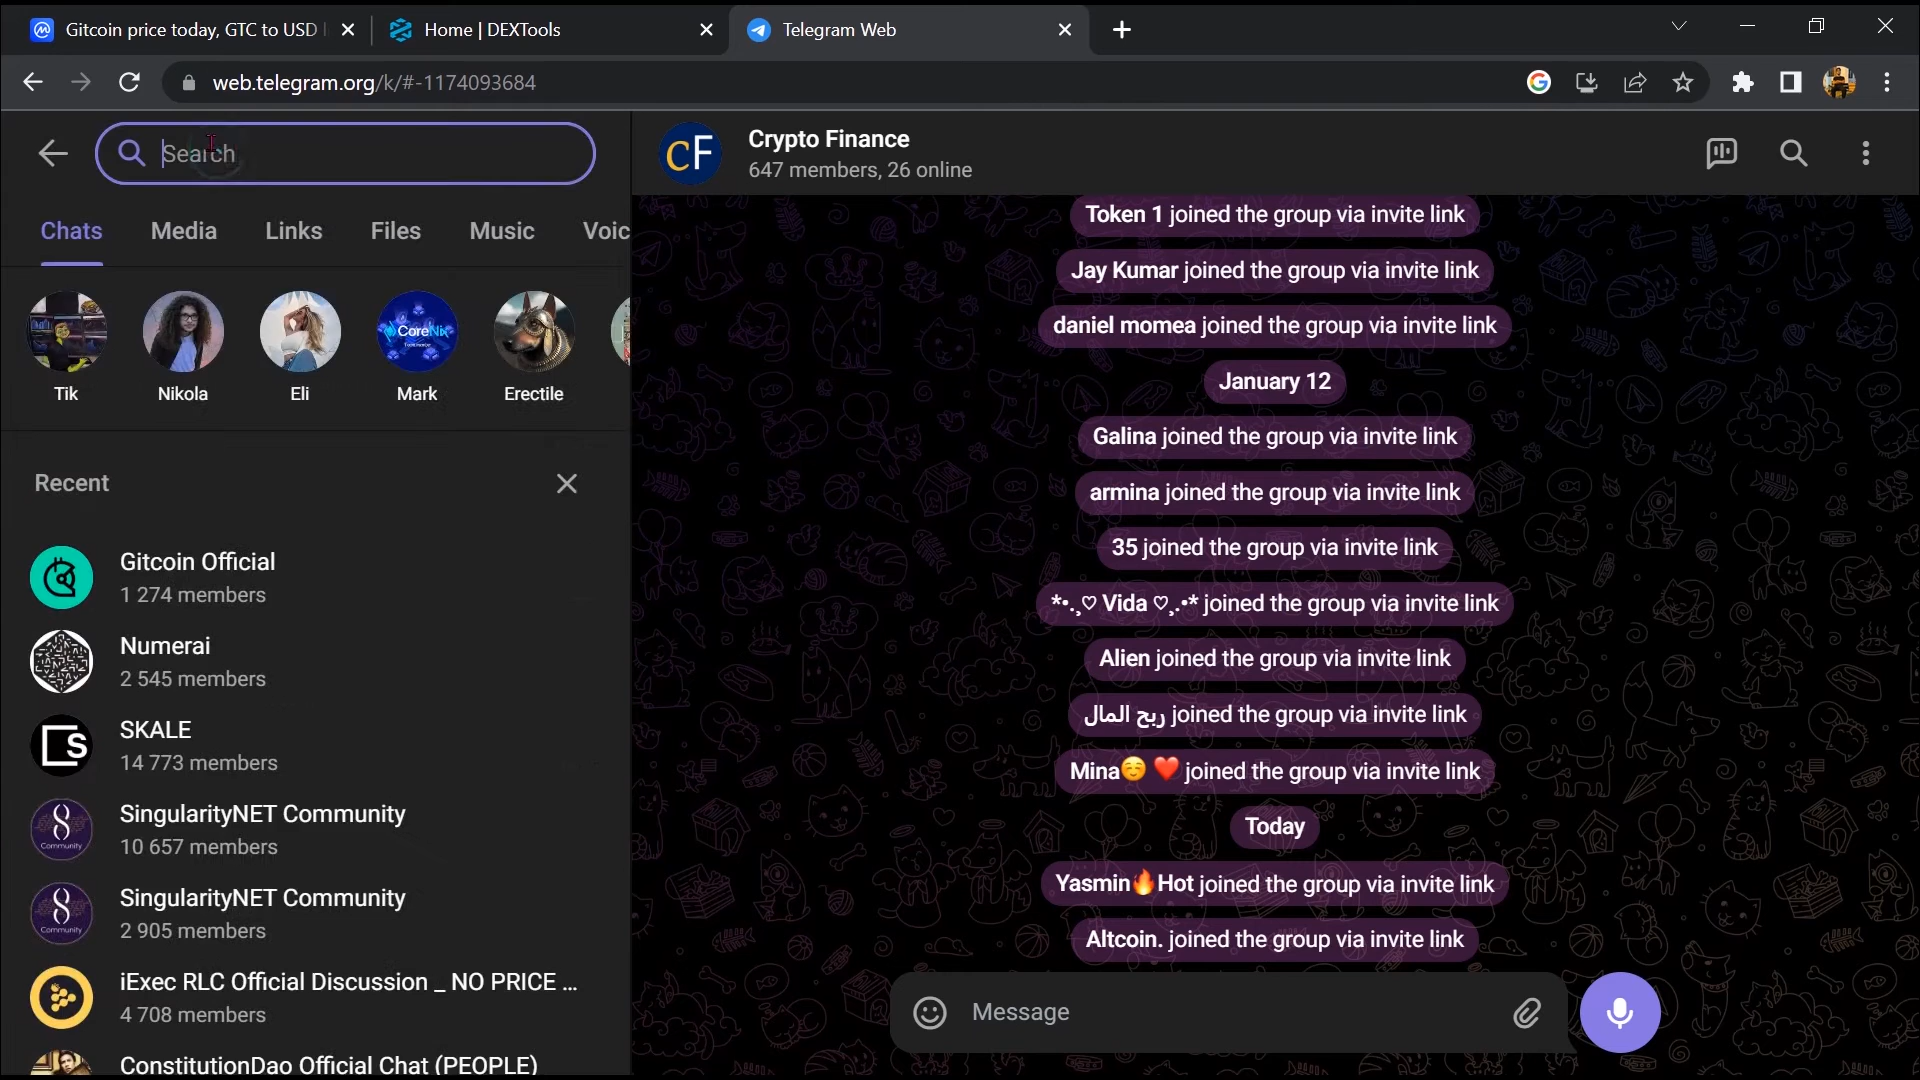 Gitcoin price today, GTC to USD
Home | DEXTools
Telegram Web
web.telegram.org/k/#-1174093684
Search
Chats
Media
Links
Files
Music
Voic
Tik
Nikola
Eli
Mark
Erectile
Recent
Gitcoin Official
1 274 members
Numerai
2 545 members
SKALE
14 773 members
SingularityNET Community
10 657 members
SingularityNET Community
2 905 members
iExec RLC Official Discussion _ NO PRICE ...
4 708 members
ConstitutionDao Official Chat (PEOPLE)
CF
Crypto Finance
647 members, 26 online
Token 1 joined the group via invite link
Jay Kumar joined the group via invite link
daniel momea joined the group via invite link
January 12
Galina joined the group via invite link
armina joined the group via invite link
35 joined the group via invite link
*•.¸♡ Vida ♡¸.•* joined the group via invite link
Alien joined the group via invite link
ربح المال joined the group via invite link
Mina☺️ ❤️ joined the group via invite link
Today
Yasmin🔥Hot joined the group via invite link
Altcoin. joined the group via invite link
Message